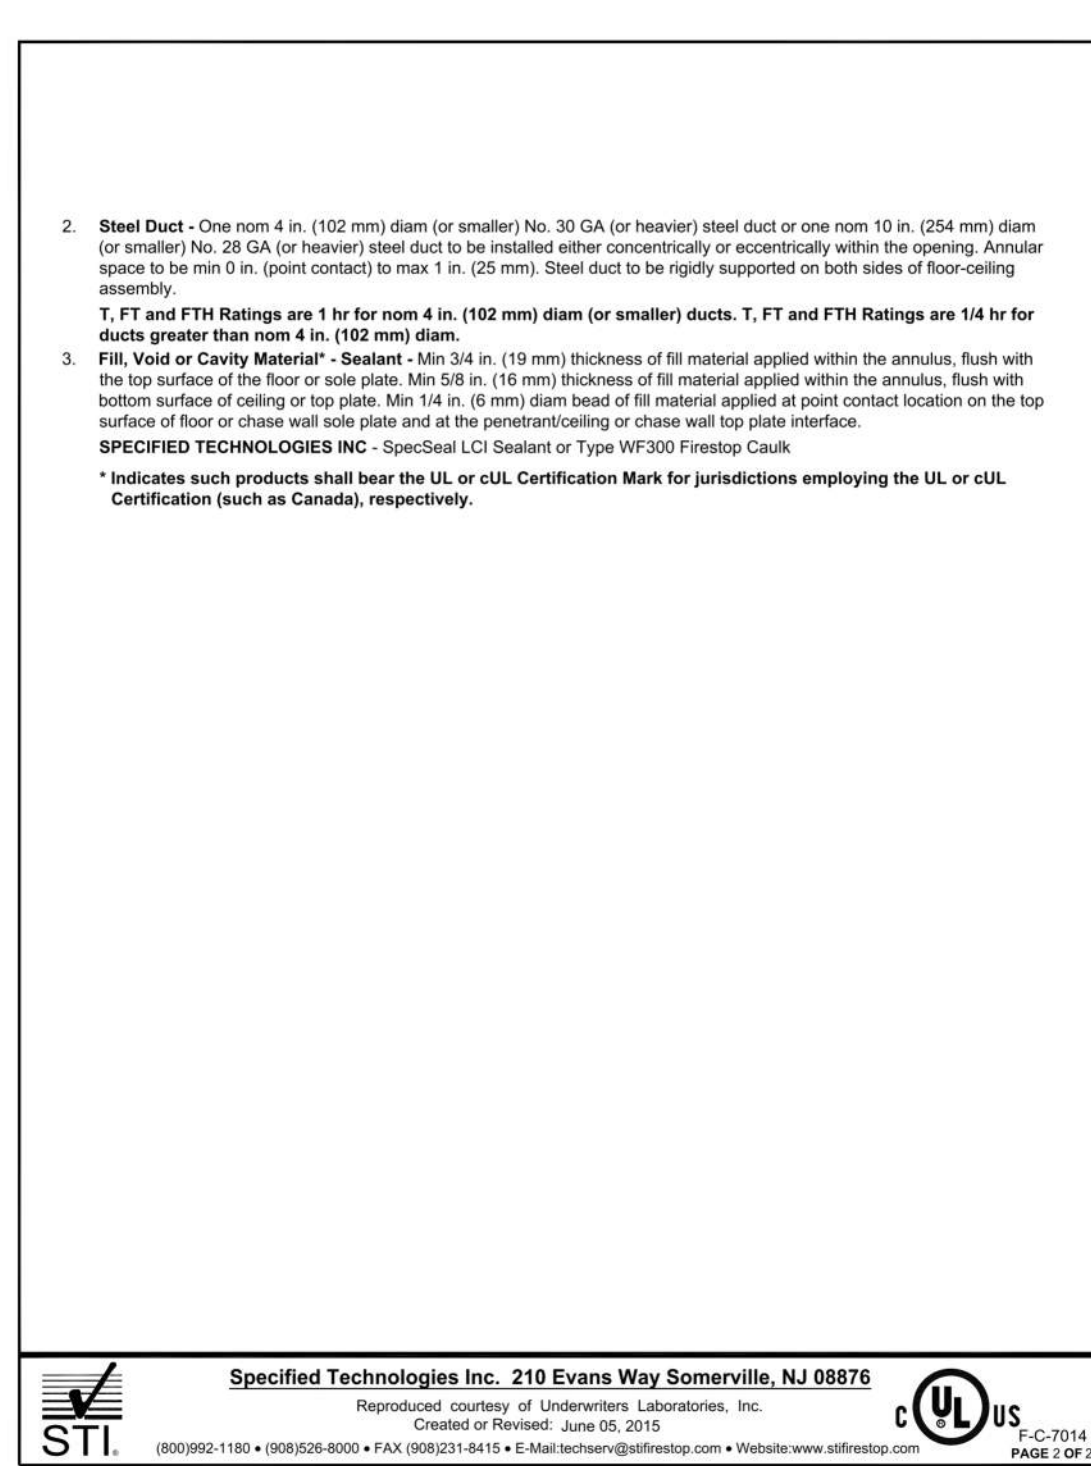 2. Steel Duct - One nom 4 in. (102 mm) diam (or smaller) No. 30 GA (or heavier) steel duct or one nom 10 in. (254 mm) diam
(or smaller) No. 28 GA (or heavier) steel duct to be installed either concentrically or eccentrically within the opening. Annular
space to be min 0 in. (point contact) to max 1 in. (25 mm). Steel duct to be rigidly supported on both sides of floor-ceiling
assembly.
T, FT and FTH Ratings are 1 hr for nom 4 in. (102 mm) diam (or smaller) ducts. T, FT and FTH Ratings are 1/4 hr for
ducts greater than nom 4 in. (102 mm) diam.
3. Fill, Void or Cavity Material* - Sealant - Min 3/4 in. (19 mm) thickness of fill material applied within the annulus, flush with
the top surface of the floor or sole plate. Min 5/8 in. (16 mm) thickness of fill material applied within the annulus, flush with
bottom surface of ceiling or top plate. Min 1/4 in. (6 mm) diam bead of fill material applied at point contact location on the top
surface of floor or chase wall sole plate and at the penetrant/ceiling or chase wall top plate interface.
SPECIFIED TECHNOLOGIES INC - SpecSeal LCI Sealant or Type WF300 Firestop Caulk
* Indicates such products shall bear the UL or cUL Certification Mark for jurisdictions employing the UL or cUL
Certification (such as Canada), respectively.
STI®
Specified Technologies Inc. 210 Evans Way Somerville, NJ 08876
Reproduced courtesy of Underwriters Laboratories, Inc.
Created or Revised: June 05, 2015
(800)992-1180 • (908)526-8000 • FAX (908)231-8415 • E-Mail:techserv@stifirestop.com • Website:www.stifirestop.com
C UL® US
F-C-7014
PAGE 2 OF 2